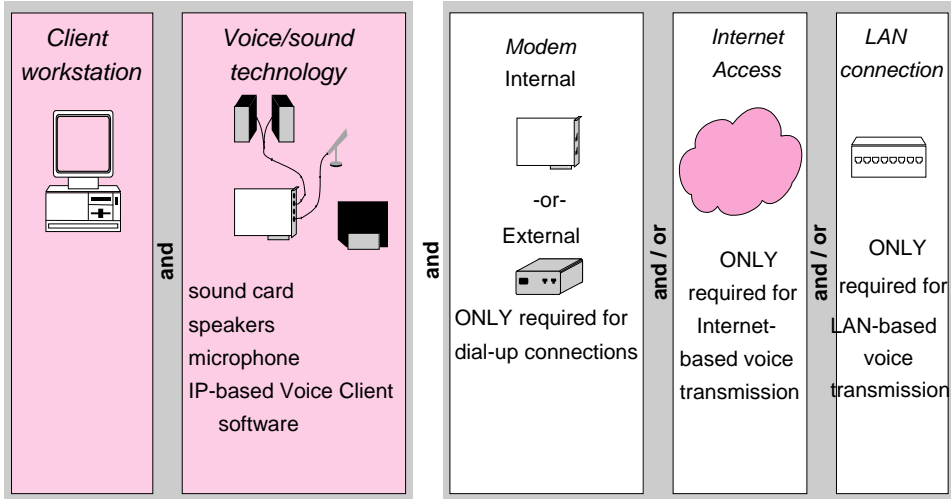 Client
workstation
and
Voice/sound
technology
sound card
speakers
microphone
IP-based Voice Client
software
and
Modem
Internal
-or-
External
ONLY required for
dial-up connections
and / or
Internet
Access
ONLY
required for
Internet-
based voice
transmission
and / or
LAN
connection
ONLY
required for
LAN-based
voice
transmission